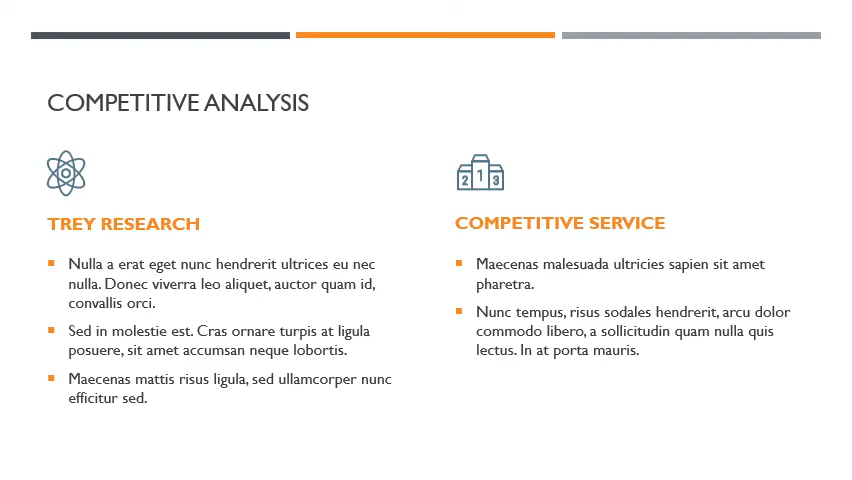 COMPETITIVE ANALYSIS
TREY RESEARCH
Nulla a erat eget nunc hendrerit ultrices eu nec
nulla. Donec viverra leo aliquet, auctor quam id,
convallis orci.
Sed in molestie est. Cras ornare turpis at ligula
posuere, sit amet accumsan neque lobortis.
Maecenas mattis risus ligula, sed ullamcorper nunc
efficitur sed.
2 1 3
COMPETITIVE SERVICE
Maecenas malesuada ultricies sapien sit amet
pharetra.
Nunc tempus, risus sodales hendrerit, arcu dolor
commodo libero, a sollicitudin quam nulla quis
lectus. In at porta mauris.